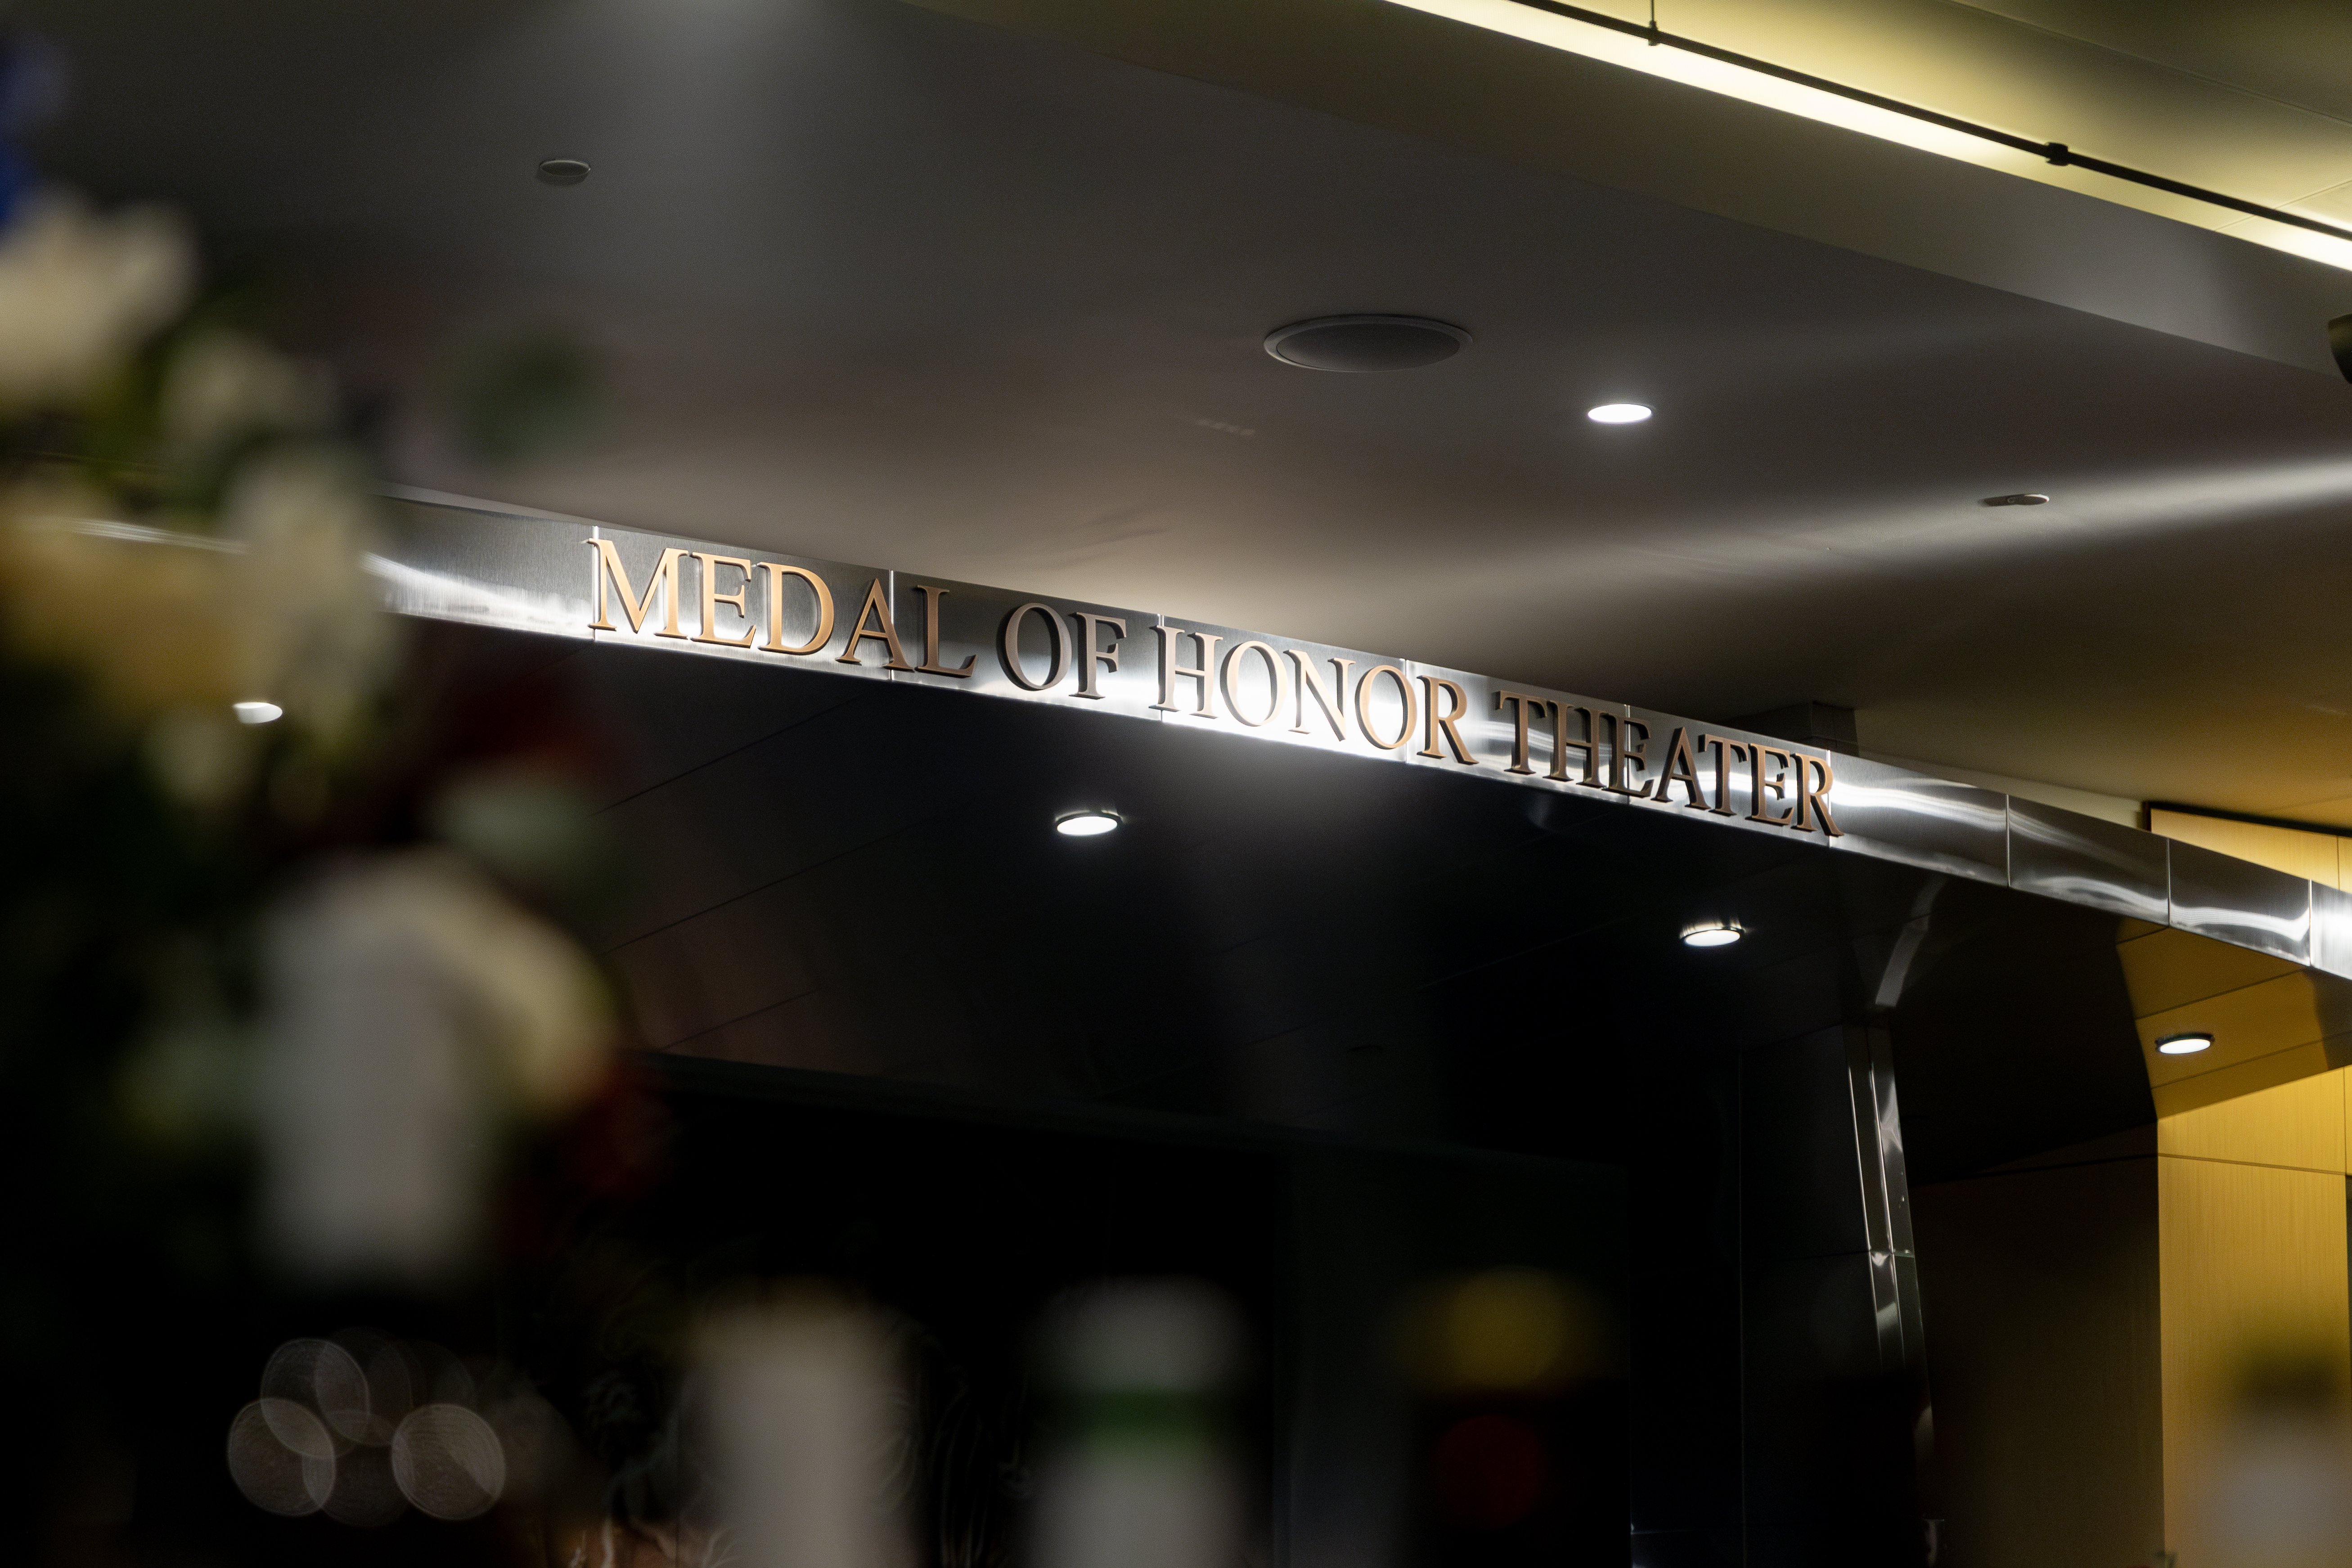 MEDAL OF HONOR THEATER